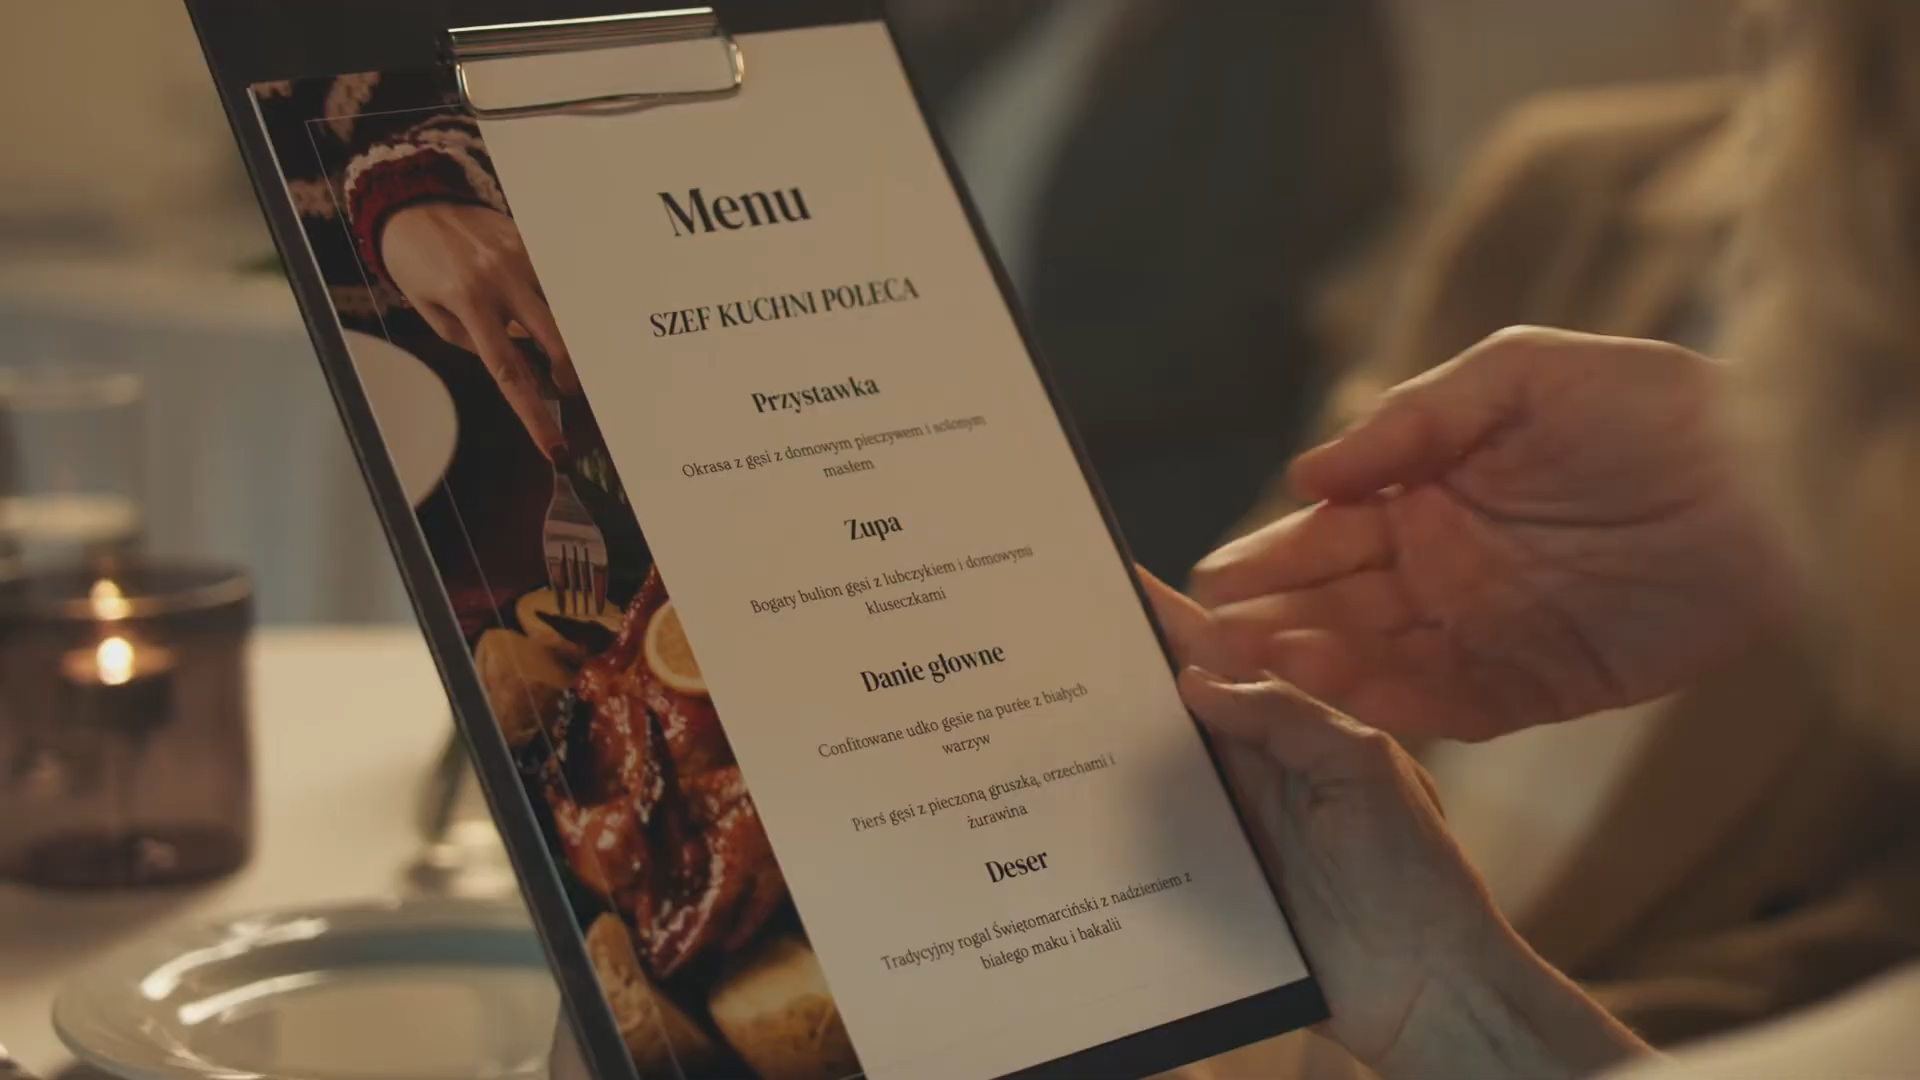 Menu
SZEF KUCHNI POLECA
Przystawka
Okrasa z gęsi z domowym pieczywem i solonym
masłem
Zupa
Bogaty bulion gęsi z lubczykiem i domowymi
kluseczkami
Danie głowne
Confitowane udko gęsie na purée z białych
warzyw
Pierś gęsi z pieczoną gruszką, orzechami i
żurawina
Deser
Tradycyjny rogal Świętomarciński z nadzieniem z
białego maku i bakalii